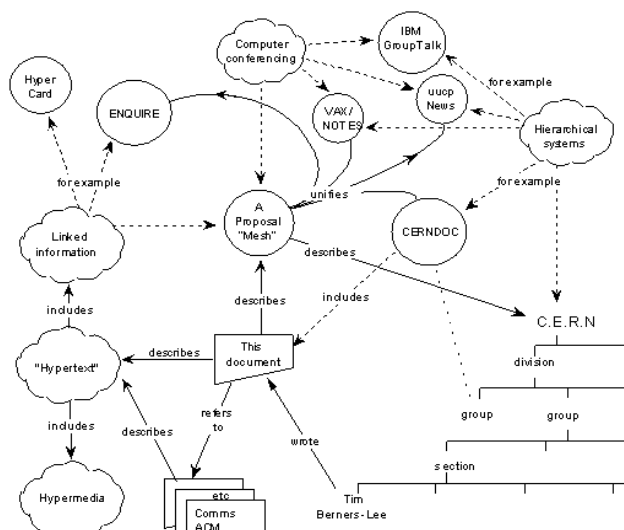 IBM
GroupTalk
Computer
conferencing
Hyper
Card
ENQUIRE
VAX/
NOTES
uucp
News
for example
Hierarchical
systems
for example
unifies
for example
A
Proposal
"Mesh"
CERNDOC
Linked
information
describes
includes
describes
includes
C.E.R.N
This
document
describes
"Hypertext"
division
refers
to
group
group
includes
describes
wrote
section
Hypermedia
etc
Comms
ACM
Tim
Berners-Lee